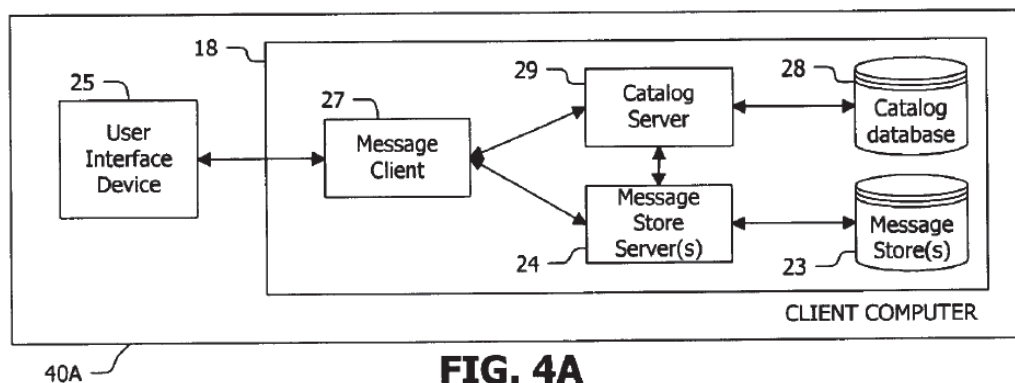 18
25
User
Interface
Device
27
Message
Client
29
Catalog
Server
28
Catalog
database
Message
Store
Server(s)
24
Message
Store(s)
23
CLIENT COMPUTER
40A
FIG. 4A